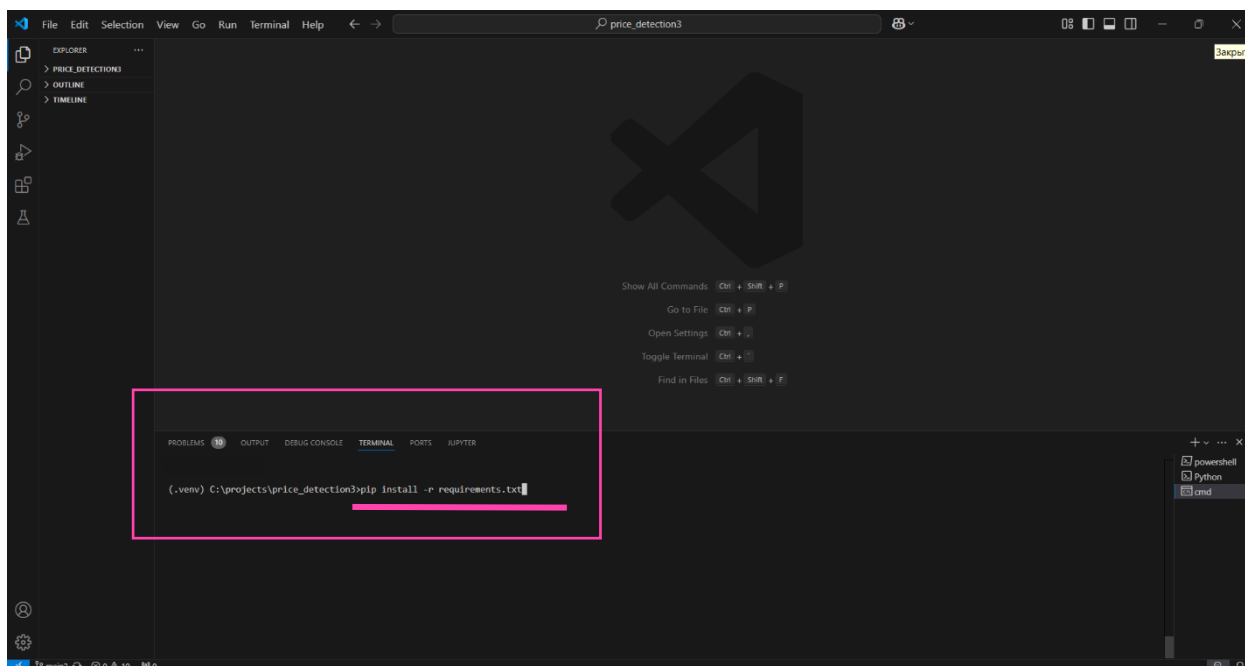 File Edit Selection View Go Run Terminal Help
price_detection3
EXPLORER
PRICE_DETECTION3
OUTLINE
TIMELINE
Show All Commands Ctrl + Shift + P
Go to File Ctrl + P
Open Settings Ctrl + ,
Toggle Terminal Ctrl + `
Find in Files Ctrl + Shift + F
PROBLEMS 10 OUTPUT DEBUG CONSOLE TERMINAL PORTS JUPYTER
(.venv) C:\projects\price_detection3>pip install -r requirements.txt
powershell
Python
cmd